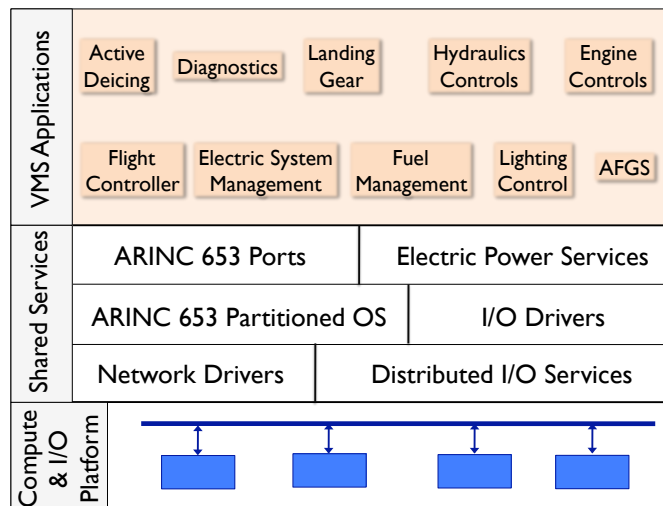 VMS Applications
Active
Deicing
Diagnostics
Landing
Gear
Hydraulics
Controls
Engine
Controls
Flight
Controller
Electric System
Management
Fuel
Management
Lighting
Control
AFGS
Shared Services
ARINC 653 Ports
Electric Power Services
ARINC 653 Partitioned OS
I/O Drivers
Network Drivers
Distributed I/O Services
Compute
& I/O
Platform